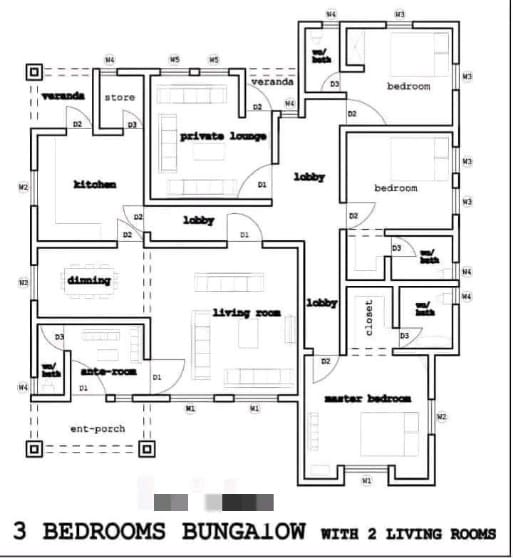 W4
W3
wc/
bath
D3
bedroom
W3
W4
W5
W5
veranda
veranda
store
D2
W4
D2
D2
D3
private lounge
W3
kitchen
lobby
bedroom
W2
D1
W3
D2
lobby
D2
D1
D2
D3
wc/
bath
W4
dinning
W3
living room
lobby
closet
wc/
bath
W4
D3
D3
wc/
bath
ante-room
D1
D1
D2
W4
master bedroom
W1
W1
W2
ent-porch
W1
3 BEDROOMS BUNGAlOW WITH 2 LIVING ROOMS